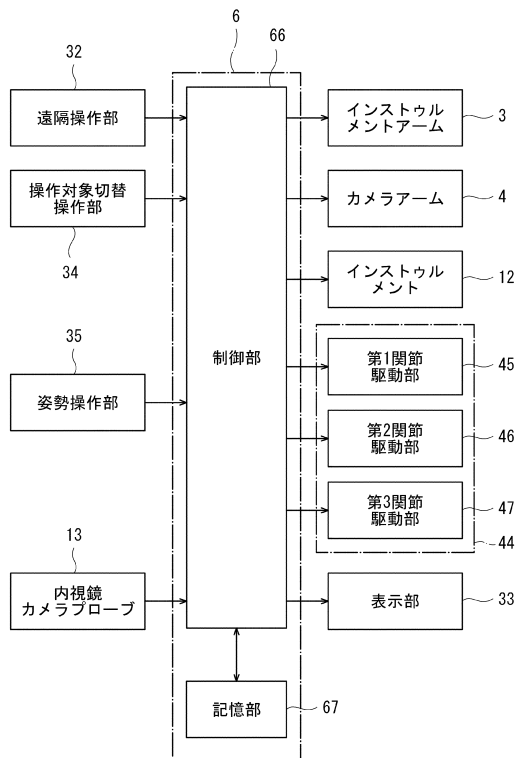 6
66
32
遠隔操作部
インストゥル
メントアーム
3
操作対象切替
操作部
34
カメラアーム
4
インストゥル
メント
12
制御部
35
姿勢操作部
第1関節
駆動部
45
第2関節
駆動部
46
第3関節
駆動部
47
44
13
内視鏡
カメラプローブ
表示部
33
記憶部
67